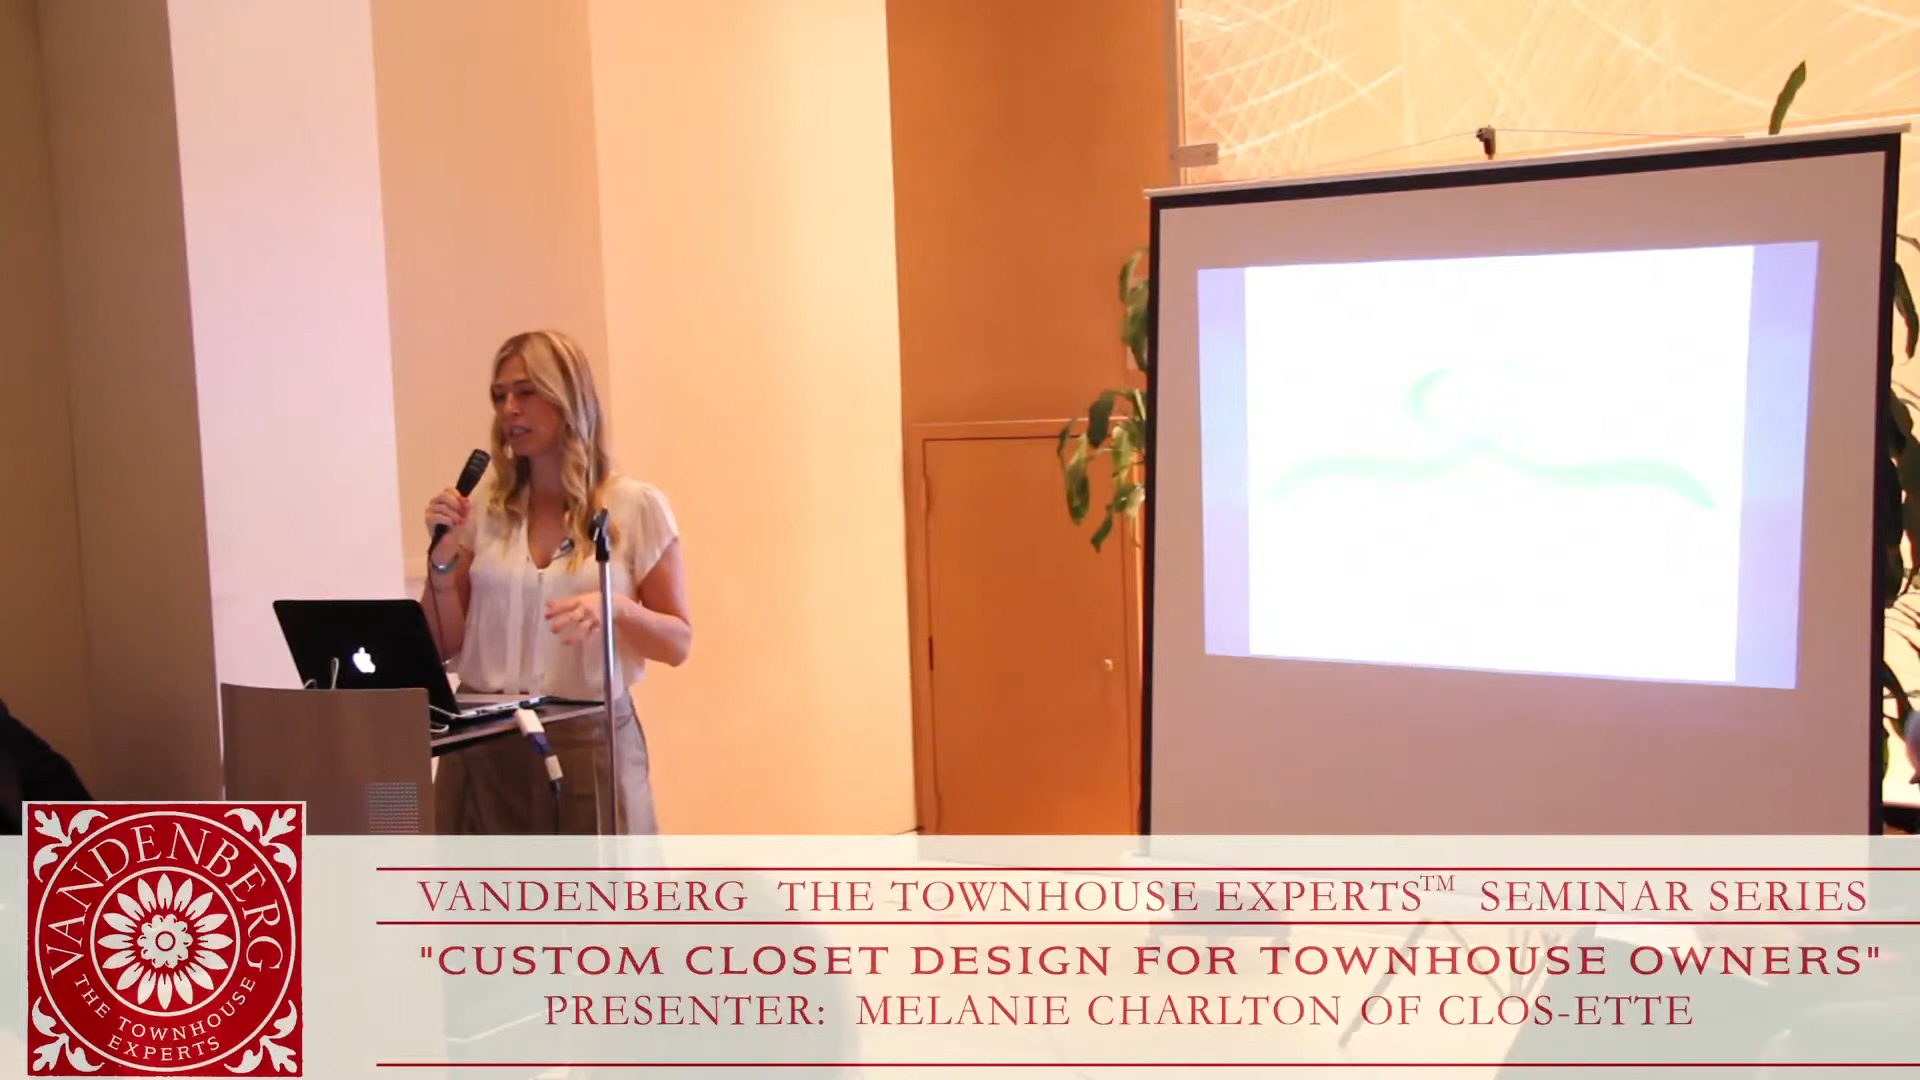 VANDENBERG
THE TOWNHOUSE
EXPERTS
VANDENBERG THE TOWNHOUSE EXPERTS™ SEMINAR SERIES
"CUSTOM CLOSET DESIGN FOR TOWNHOUSE OWNERS"
PRESENTER: MELANIE CHARLTON OF CLOS-ETTE